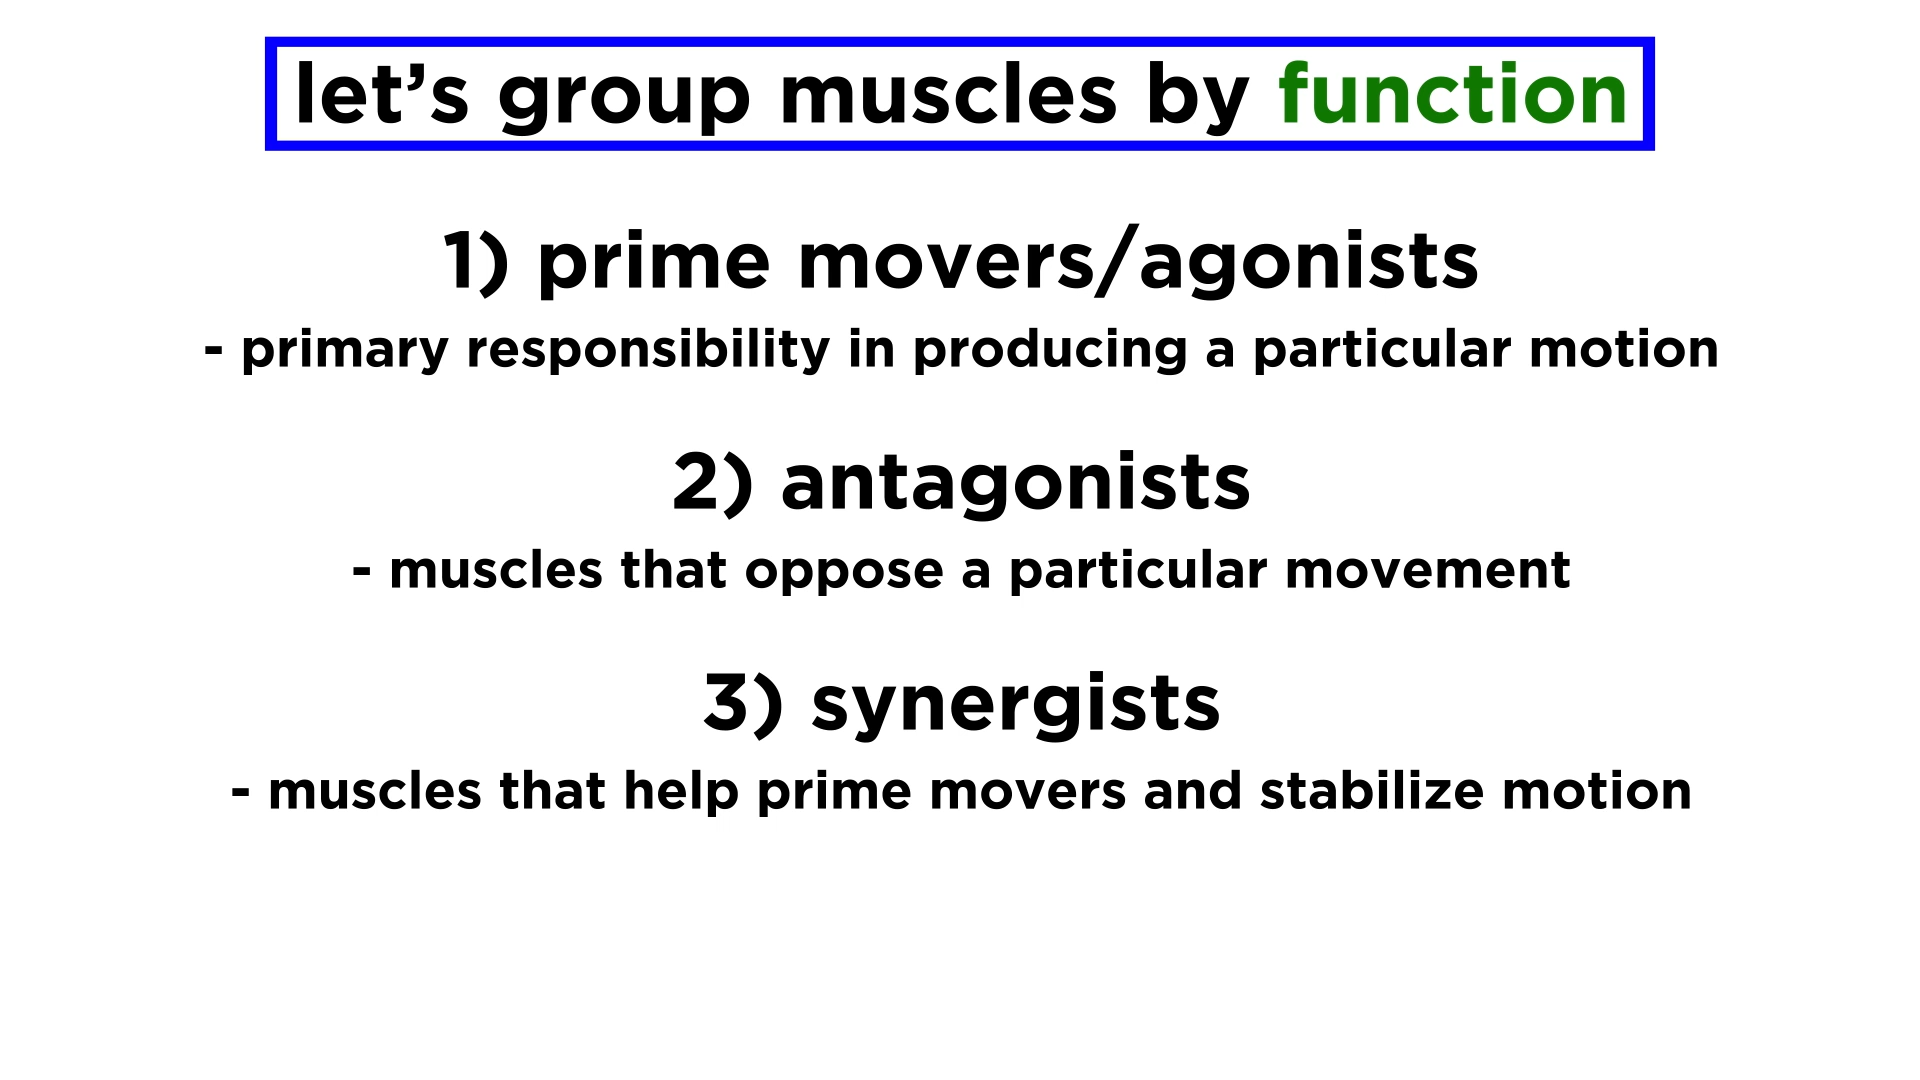 let’s group muscles by function
1) prime movers/agonists
- primary responsibility in producing a particular motion
2) antagonists
- muscles that oppose a particular movement
3) synergists
- muscles that help prime movers and stabilize motion